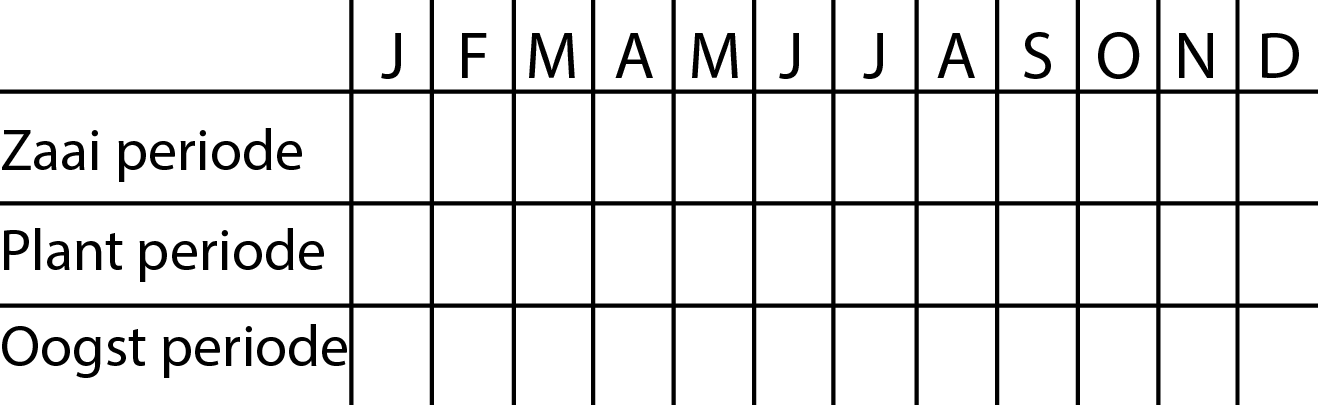 J F M A M J J A S O N D
Zaai periode
Plant periode
Oogst periode